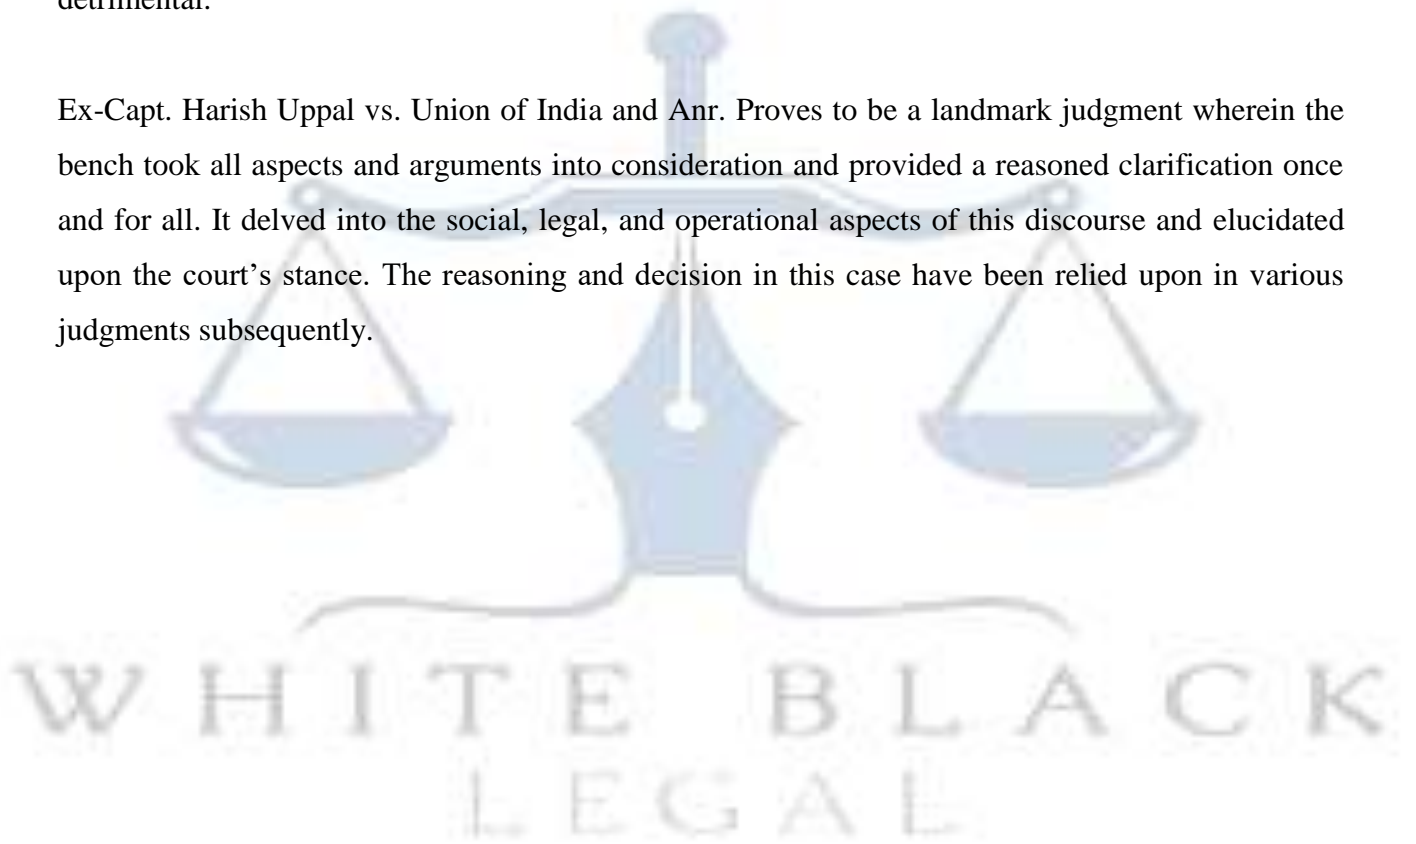 detrimental.
Ex-Capt. Harish Uppal vs. Union of India and Anr. Proves to be a landmark judgment wherein the
bench took all aspects and arguments into consideration and provided a reasoned clarification once
and for all. It delved into the social, legal, and operational aspects of this discourse and elucidated
upon the court’s stance. The reasoning and decision in this case have been relied upon in various
judgments subsequently.
WHITE BLACK
LEGAL